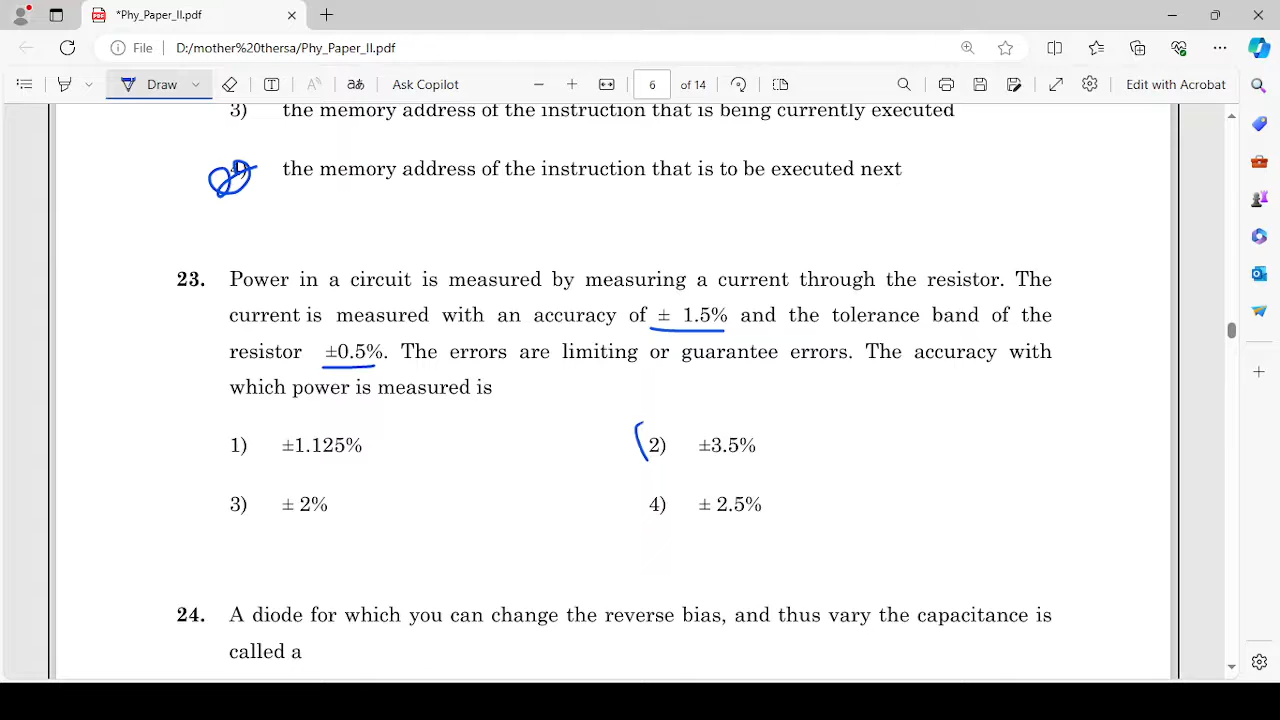 *Phy_Paper_II.pdf
File D:/mother%20thersa/Phy_Paper_II.pdf
Draw Ask Copilot 6 of 14 Edit with Acrobat
3) the memory address of the instruction that is being currently executed
4) the memory address of the instruction that is to be executed next
23. Power in a circuit is measured by measuring a current through the resistor. The
current is measured with an accuracy of ± 1.5% and the tolerance band of the
resistor ±0.5%. The errors are limiting or guarantee errors. The accuracy with
which power is measured is
1) ±1.125% 2) ±3.5%
3) ± 2% 4) ± 2.5%
24. A diode for which you can change the reverse bias, and thus vary the capacitance is
called a